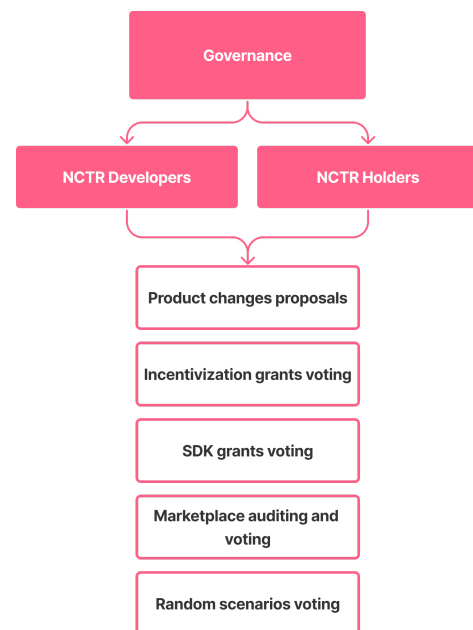 Governance
NCTR Developers
NCTR Holders
Product changes proposals
Incentivization grants voting
SDK grants voting
Marketplace auditing and
voting
Random scenarios voting